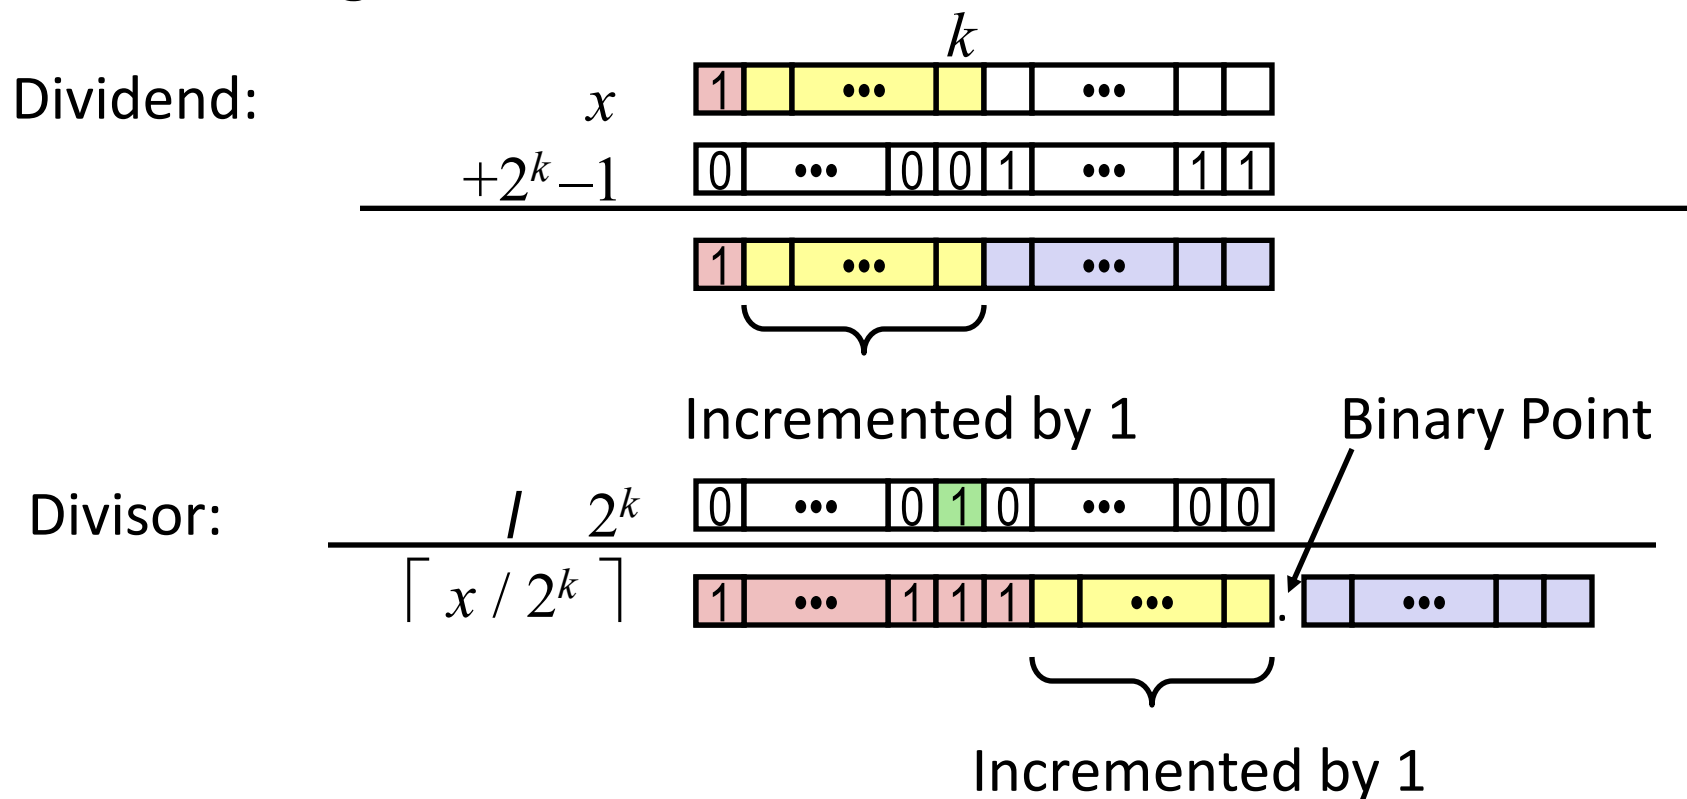 k
Dividend: x 1 ••• •••
+2^k –1 0 ••• 0 0 1 ••• 1 1
1 ••• •••
Incremented by 1 Binary Point
Divisor: / 2^k 0 ••• 0 1 0 ••• 0 0
⌈ x / 2^k ⌉ 1 ••• 1 1 1 ••• . •••
Incremented by 1